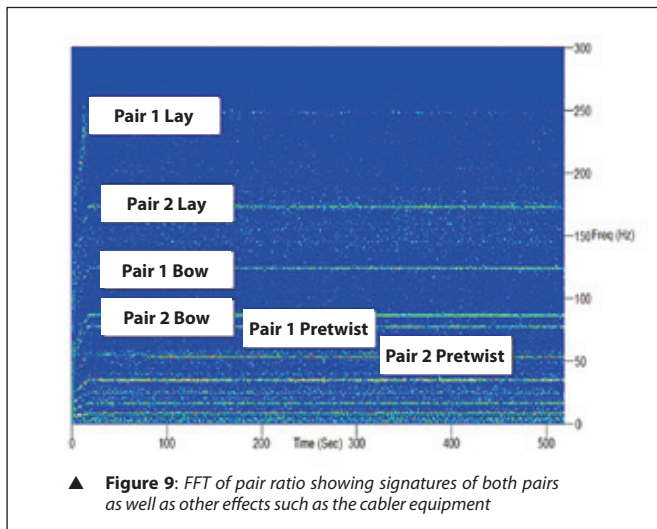 300
250
200
150
100
50
0
Freq (Hz)
Pair 1 Lay
Pair 2 Lay
Pair 1 Bow
Pair 2 Bow
Pair 1 Pretwist
Pair 2 Pretwist
0 100 200 Time (Sec) 300 400 500
▲ Figure 9: FFT of pair ratio showing signatures of both pairs
as well as other effects such as the cabler equipment